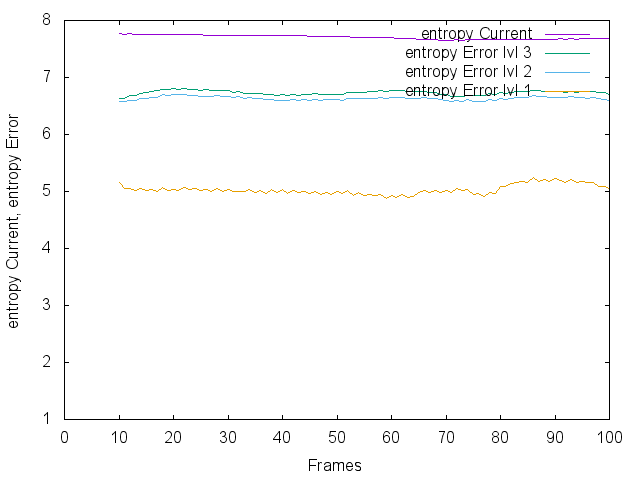 8
7
6
5
4
3
2
1
entropy Current, entropy Error
entropy Current
entropy Error lvl 3
entropy Error lvl 2
entropy Error lvl 1
0 10 20 30 40 50 60 70 80 90 100
Frames